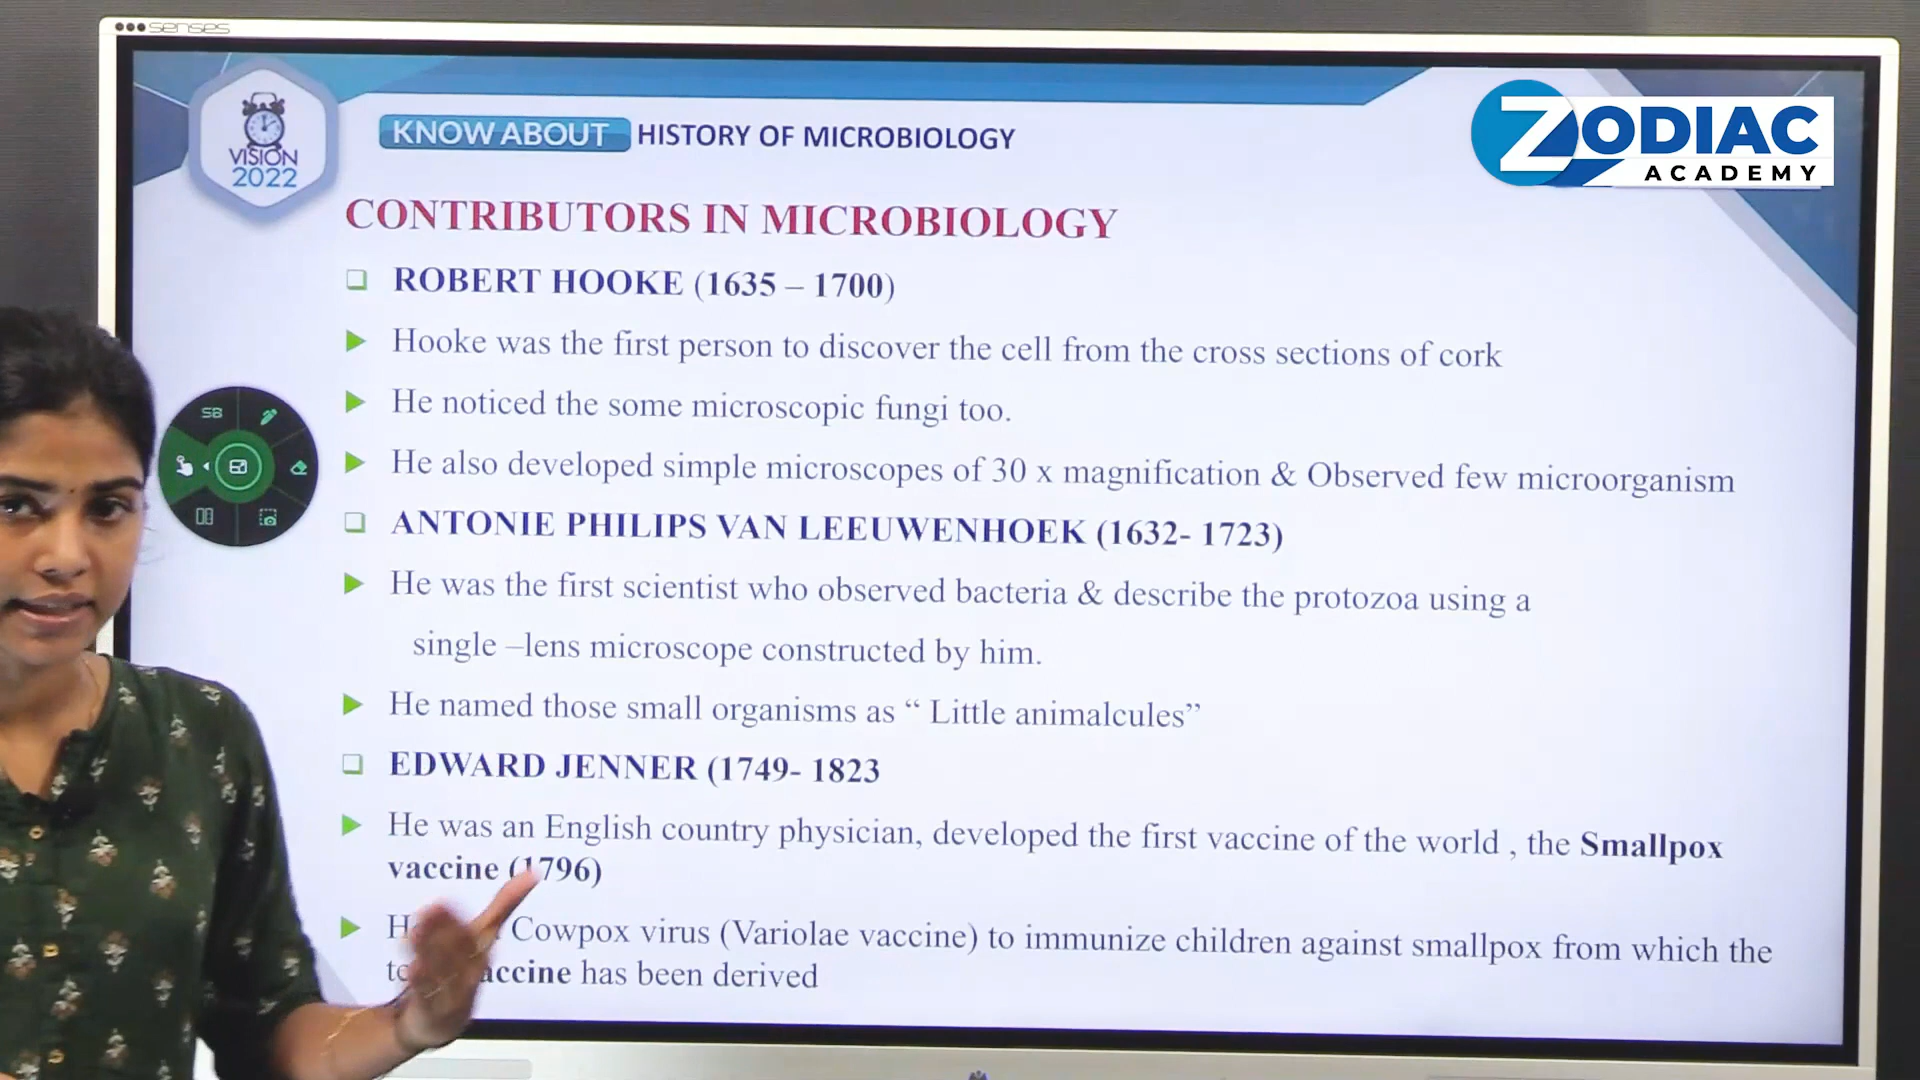 senses
VISION
2022
KNOW ABOUT HISTORY OF MICROBIOLOGY
ZODIAC
ACADEMY
CONTRIBUTORS IN MICROBIOLOGY
ROBERT HOOKE (1635 – 1700)
Hooke was the first person to discover the cell from the cross sections of cork
He noticed the some microscopic fungi too.
He also developed simple microscopes of 30 x magnification & Observed few microorganism
SB
ANTONIE PHILIPS VAN LEEUWENHOEK (1632- 1723)
He was the first scientist who observed bacteria & describe the protozoa using a
single –lens microscope constructed by him.
He named those small organisms as “ Little animalcules”
EDWARD JENNER (1749- 1823
He was an English country physician, developed the first vaccine of the world , the Smallpox
vaccine (1796)
Cowpox virus (Variolae vaccine) to immunize children against smallpox from which the
has been derived